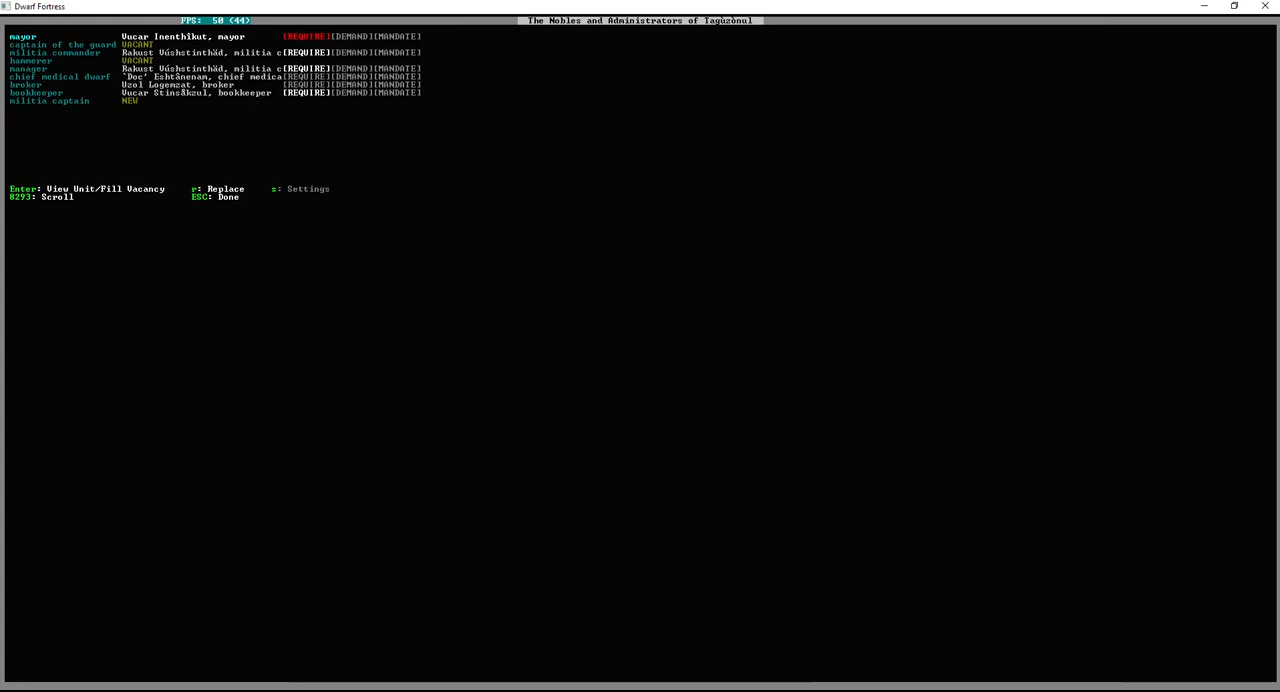 Dwarf Fortress
FPS: 50 (44) The Nobles and Administrators of Tagùzònul
mayor Vucar Inenthîkut, mayor [REQUIRE][DEMAND][MANDATE]
captain of the guard VACANT
militia commander Rakust Vúshstinthäd, militia c[REQUIRE][DEMAND][MANDATE]
hammerer VACANT
manager Rakust Vúshstinthäd, militia c[REQUIRE][DEMAND][MANDATE]
chief medical dwarf `Doc' Eshtânenam, chief medica[REQUIRE][DEMAND][MANDATE]
broker Uzol Logemzat, broker [REQUIRE][DEMAND][MANDATE]
bookkeeper Vucar Stinsåkzul, bookkeeper [REQUIRE][DEMAND][MANDATE]
militia captain NEW
Enter: View Unit/Fill Vacancy r: Replace s: Settings
8293: Scroll ESC: Done